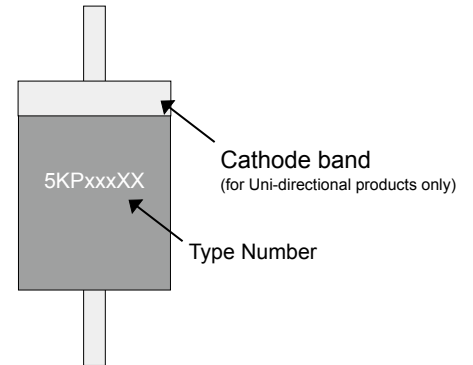 5KPxxxXX
Cathode band
(for Uni-directional products only)
Type Number